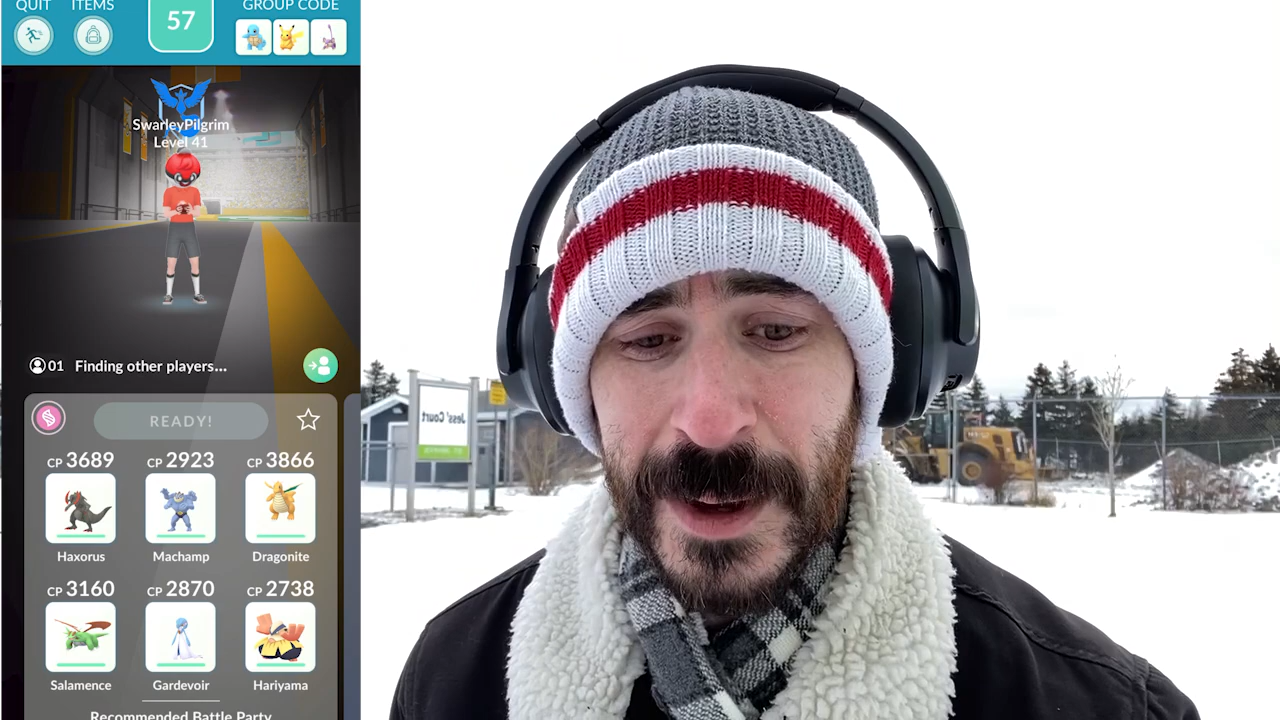 QUIT
ITEMS
57
GROUP CODE
SwarleyPilgrim
Level 41
01 Finding other players...
READY!
CP 3689
CP 2923
CP 3866
Haxorus
Machamp
Dragonite
CP 3160
CP 2870
CP 2738
Salamence
Gardevoir
Hariyama
Recommended Battle Party
Jess' Court